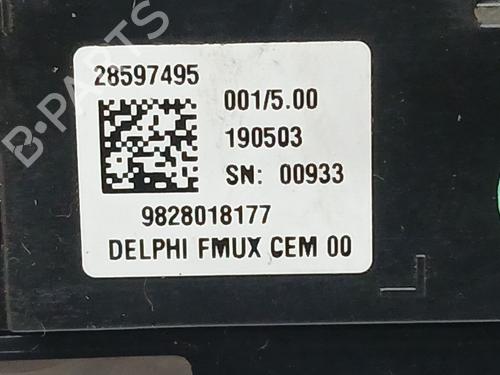 B-PARTS
28597495
001/5.00
190503
SN: 00933
9828018177
DELPHI FMUX CEM 00